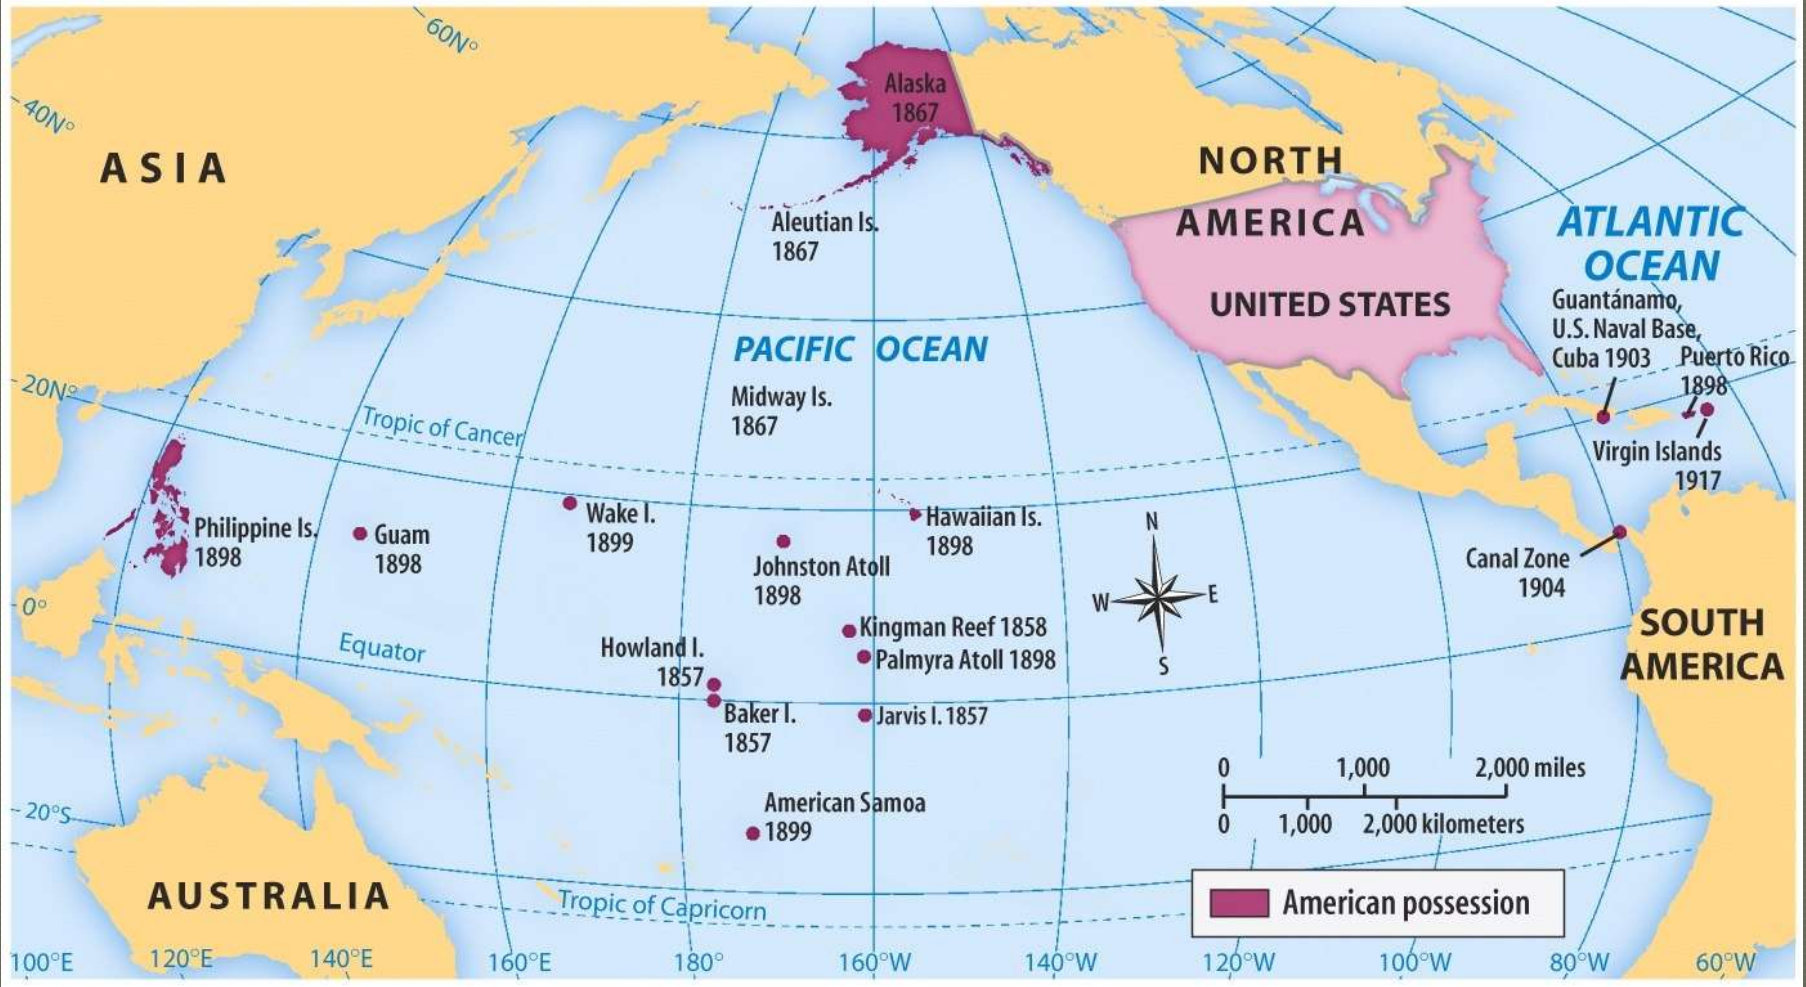 60N°
40N°
ASIA
Alaska
1867
Aleutian Is.
1867
NORTH
AMERICA
UNITED STATES
ATLANTIC
OCEAN
Guantánamo,
U.S. Naval Base,
Cuba 1903
Puerto Rico
1898
Virgin Islands
1917
PACIFIC OCEAN
Midway Is.
1867
20N°
Tropic of Cancer
Philippine Is.
1898
Guam
1898
Wake I.
1899
Johnston Atoll
1898
Hawaiian Is.
1898
N
W
E
S
Canal Zone
1904
0°
Equator
Howland I.
1857
Kingman Reef 1858
Palmyra Atoll 1898
Baker I.
1857
Jarvis I. 1857
SOUTH
AMERICA
American Samoa
1899
0 1,000 2,000 miles
0 1,000 2,000 kilometers
20°S
AUSTRALIA
Tropic of Capricorn
American possession
100°E 120°E 140°E 160°E 180° 160°W 140°W 120°W 100°W 80°W 60°W